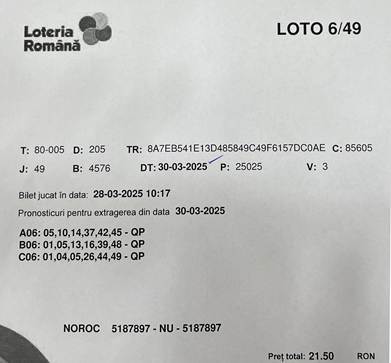 Loteria
Română
LOTO 6/49
T: 80-005 D: 205 TR: 8A7EB541E13D485849C49F6157DC0AE C: 85605
J: 49 B: 4576 DT: 30-03-2025 P: 25025 V: 3
Bilet jucat în data: 28-03-2025 10:17
Pronosticuri pentru extragerea din data 30-03-2025
A06: 05,10,14,37,42,45 - QP
B06: 01,05,13,16,39,48 - QP
C06: 01,04,05,26,44,49 - QP
NOROC 5187897 - NU - 5187897
Preț total: 21.50 RON